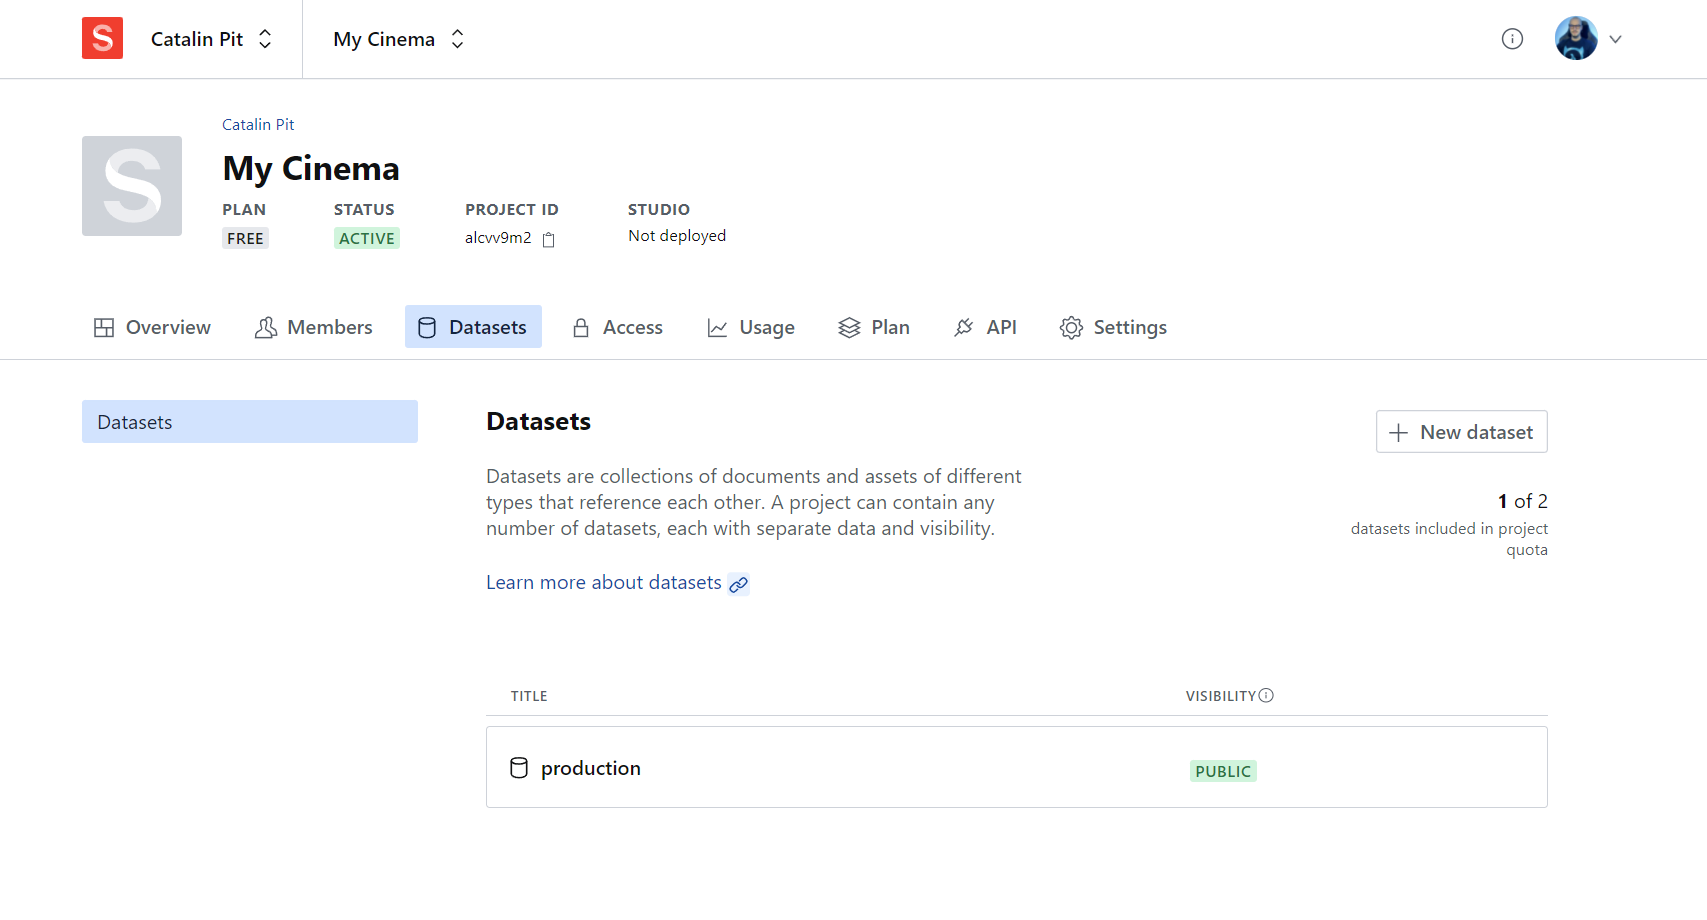 S Catalin Pit My Cinema
Catalin Pit
My Cinema
PLAN STATUS PROJECT ID STUDIO
FREE ACTIVE alcvv9m2 Not deployed
Overview Members Datasets Access Usage Plan API Settings
Datasets
Datasets
New dataset
Datasets are collections of documents and assets of different
types that reference each other. A project can contain any
number of datasets, each with separate data and visibility.
1 of 2
datasets included in project
quota
Learn more about datasets
TITLE VISIBILITY
production PUBLIC